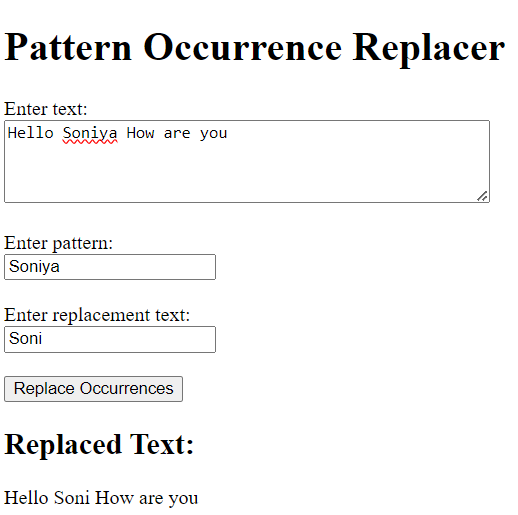 Pattern Occurrence Replacer
Enter text:
Hello Soniya How are you
Enter pattern:
Soniya
Enter replacement text:
Soni
Replace Occurrences
Replaced Text:
Hello Soni How are you